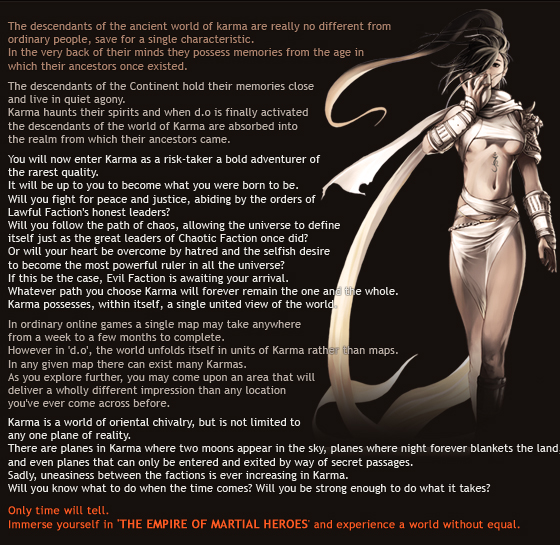 The descendants of the ancient world of karma are really no different from
ordinary people, save for a single characteristic.
In the very back of their minds they possess memories from the age in
which their ancestors once existed.
The descendants of the Continent hold their memories close
and live in quiet agony.
Karma haunts their spirits and when d.o is finally activated
the descendants of the world of Karma are absorbed into
the realm from which their ancestors came.
You will now enter Karma as a risk-taker a bold adventurer of
the rarest quality.
It will be up to you to become what you were born to be.
Will you fight for peace and justice, abiding by the orders of
Lawful Faction's honest leaders?
Will you follow the path of chaos, allowing the universe to define
itself just as the great leaders of Chaotic Faction once did?
Or will your heart be overcome by hatred and the selfish desire
to become the most powerful ruler in all the universe?
If this be the case, Evil Faction is awaiting your arrival.
Whatever path you choose Karma will forever remain the one and the whole.
Karma possesses, within itself, a single united view of the world.
In ordinary online games a single map may take anywhere
from a week to a few months to complete.
However in 'd.o', the world unfolds itself in units of Karma rather than maps.
In any given map there can exist many Karmas.
As you explore further, you may come upon an area that will
deliver a wholly different impression than any location
you've ever come across before.
Karma is a world of oriental chivalry, but is not limited to
any one plane of reality.
There are planes in Karma where two moons appear in the sky, planes where night forever blankets the land,
and even planes that can only be entered and exited by way of secret passages.
Sadly, uneasiness between the factions is ever increasing in Karma.
Will you know what to do when the time comes? Will you be strong enough to do what it takes?
Only time will tell.
Immerse yourself in 'THE EMPIRE OF MARTIAL HEROES' and experience a world without equal.